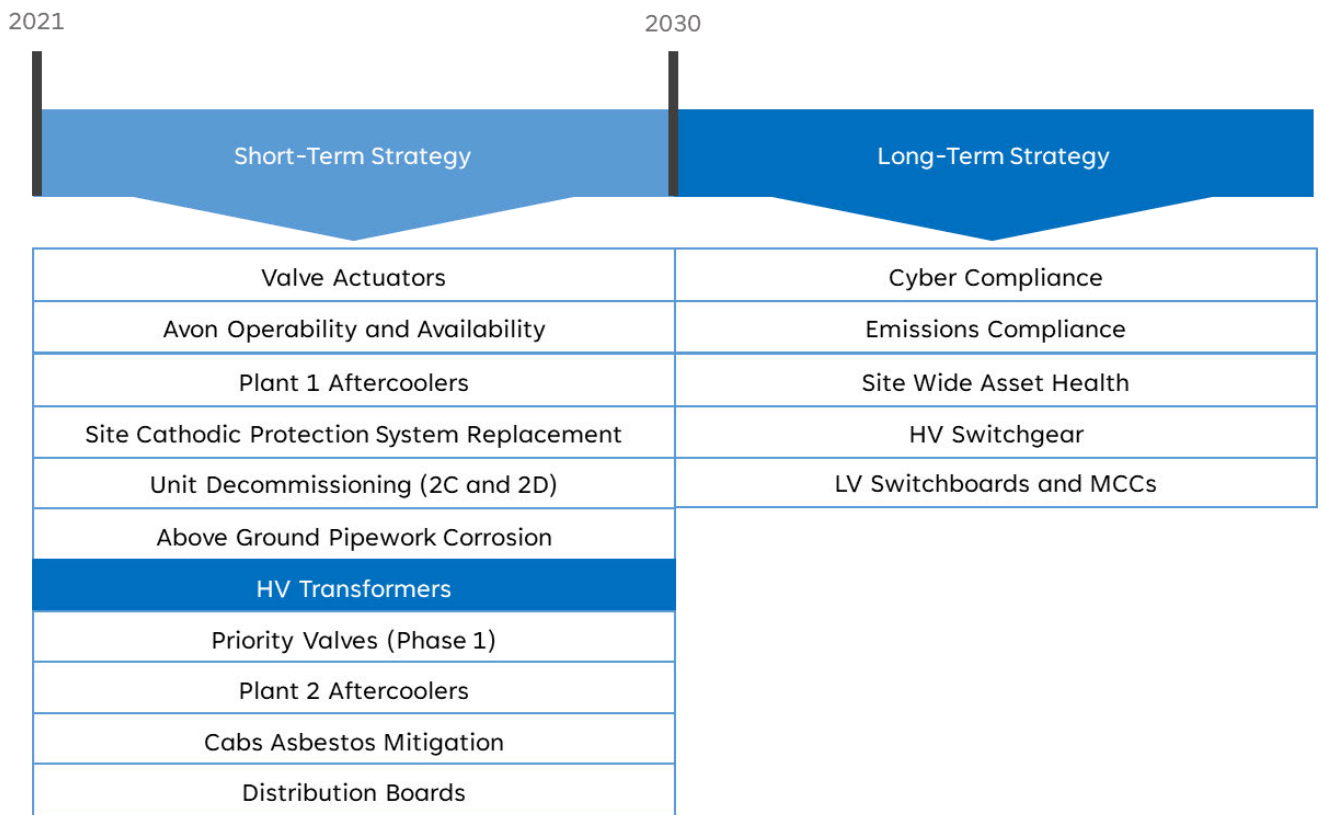 2021
2030
Short-Term Strategy
Long-Term Strategy
Valve Actuators
Cyber Compliance
Avon Operability and Availability
Emissions Compliance
Plant 1 Aftercoolers
Site Wide Asset Health
Site Cathodic Protection System Replacement
HV Switchgear
Unit Decommissioning (2C and 2D)
LV Switchboards and MCCs
Above Ground Pipework Corrosion
HV Transformers
Priority Valves (Phase 1)
Plant 2 Aftercoolers
Cabs Asbestos Mitigation
Distribution Boards